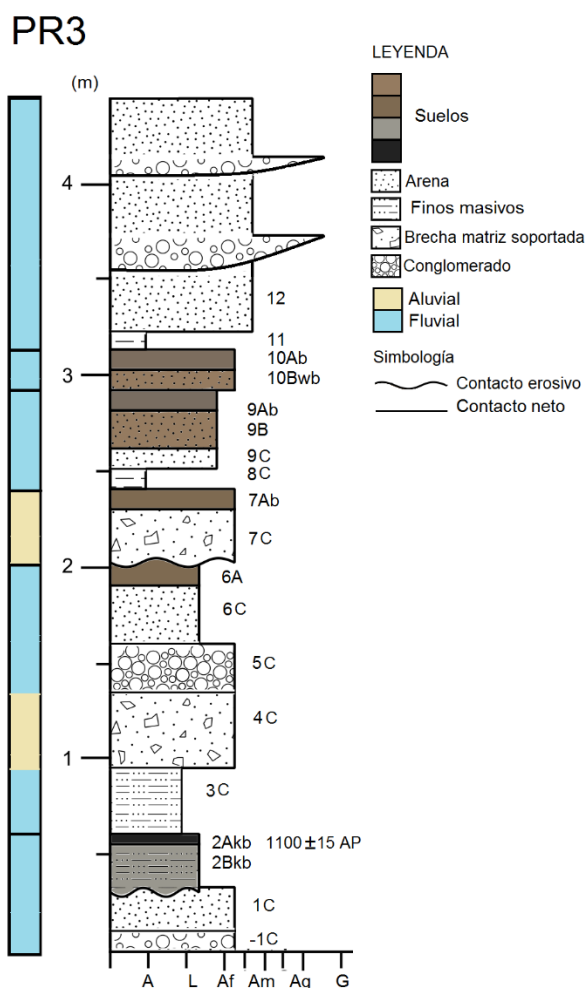 PR3
(m)
4
3
2
1
12
11
10Ab
10Bwb
9Ab
9B
9C
8C
7Ab
7C
6A
6C
5C
4C
3C
2Akb 1100±15 AP
2Bkb
1C
-1C
A L Af Am Ag G
LEYENDA
Suelos
Arena
Finos masivos
Brecha matriz soportada
Conglomerado
Aluvial
Fluvial
Simbología
Contacto erosivo
Contacto neto